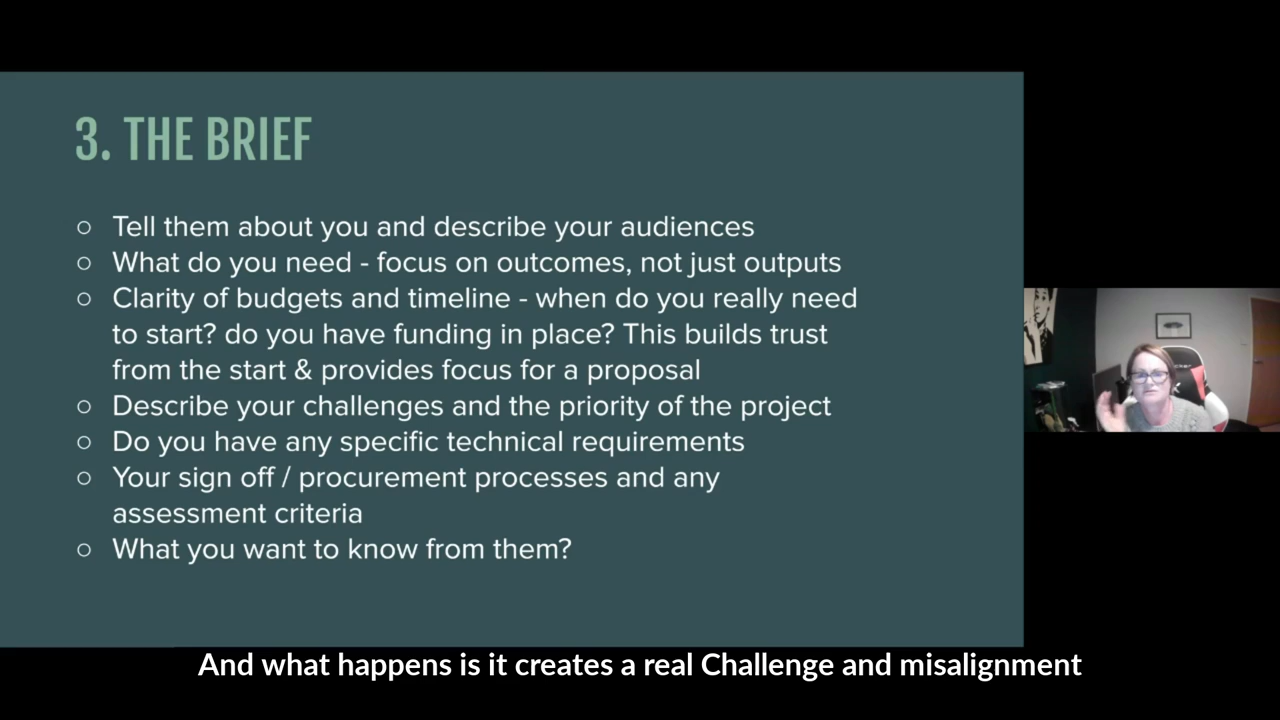 3. THE BRIEF
○ Tell them about you and describe your audiences
○ What do you need - focus on outcomes, not just outputs
○ Clarity of budgets and timeline - when do you really need
to start? do you have funding in place? This builds trust
from the start & provides focus for a proposal
○ Describe your challenges and the priority of the project
○ Do you have any specific technical requirements
○ Your sign off / procurement processes and any
assessment criteria
○ What you want to know from them?
And what happens is it creates a real Challenge and misalignment